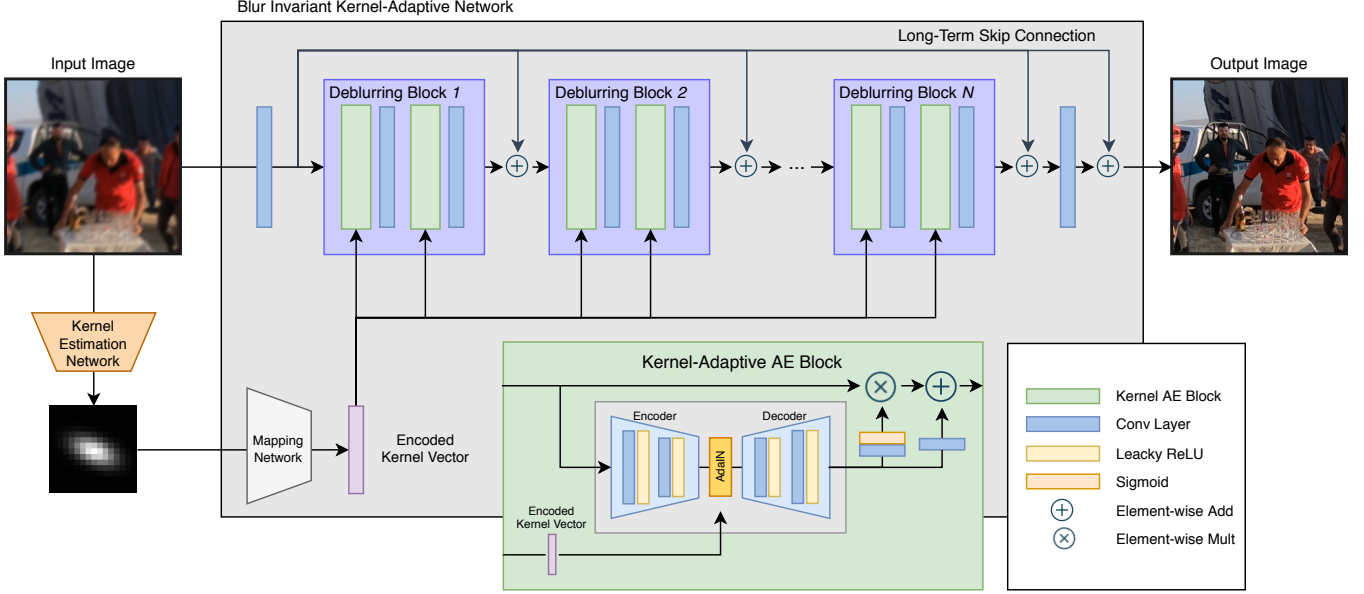 Blur Invariant Kernel-Adaptive Network
Long-Term Skip Connection
Input Image
Output Image
Deblurring Block 1
Deblurring Block 2
Deblurring Block N
...
Kernel
Estimation
Network
Mapping
Network
Encoded
Kernel Vector
Kernel-Adaptive AE Block
Encoder
Decoder
AdaIN
Encoded
Kernel Vector
Kernel AE Block
Conv Layer
Leacky ReLU
Sigmoid
Element-wise Add
Element-wise Mult